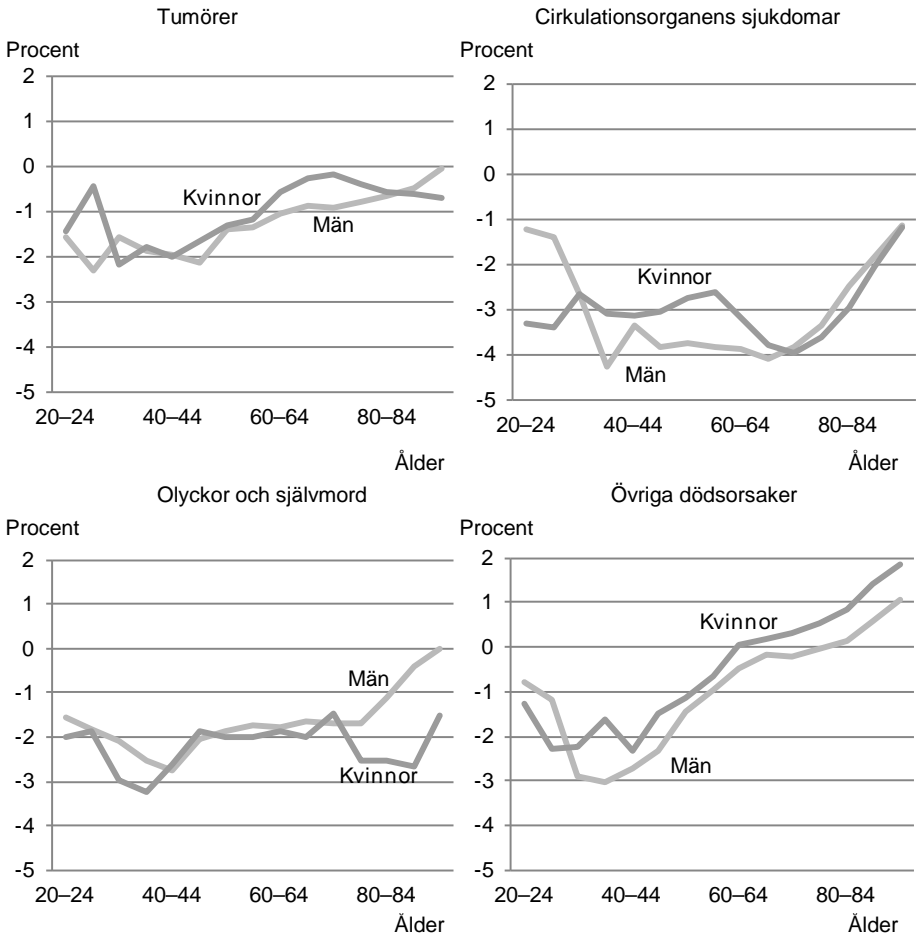 Tumörer
Procent
2
1
0
-1
-2
-3
-4
-5
Kvinnor
Män
20–24 40–44 60–64 80–84
Ålder
Cirkulationsorganens sjukdomar
Procent
2
1
0
-1
-2
-3
-4
-5
Kvinnor
Män
20–24 40–44 60–64 80–84
Ålder
Olyckor och självmord
Procent
2
1
0
-1
-2
-3
-4
-5
Män
Kvinnor
20–24 40–44 60–64 80–84
Ålder
Övriga dödsorsaker
Procent
2
1
0
-1
-2
-3
-4
-5
Kvinnor
Män
20–24 40–44 60–64 80–84
Ålder